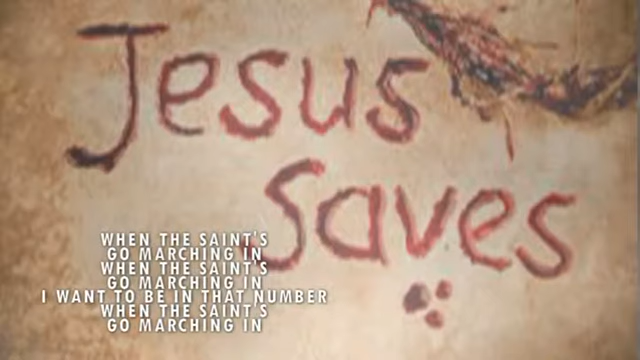 Jesus
Saves
WHEN THE SAINT'S
GO MARCHING IN
WHEN THE SAINT'S
GO MARCHING IN
I WANT TO BE IN THAT NUMBER
WHEN THE SAINT'S
GO MARCHING IN